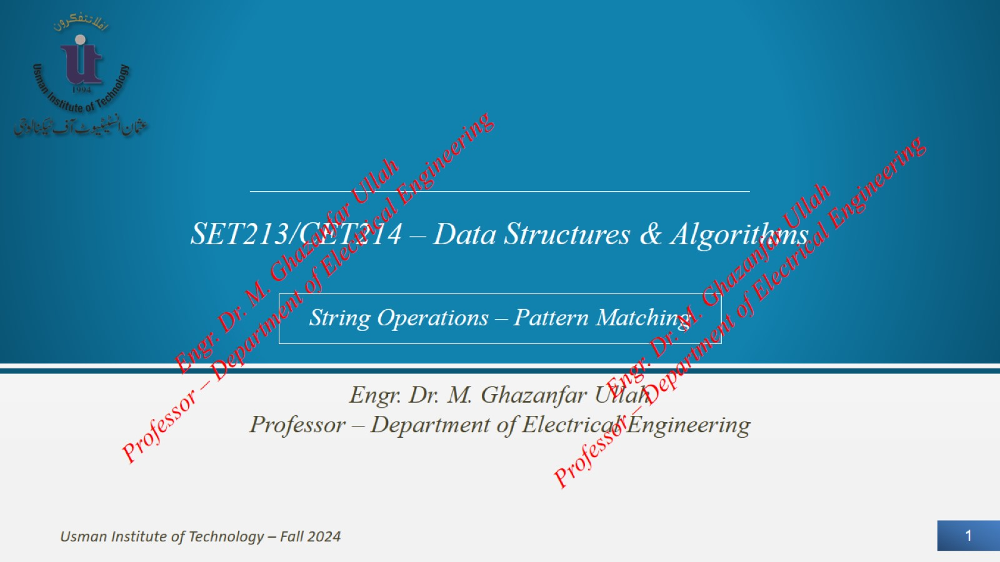 افلا تتفكرون
1994
Usman Institute of Technology
عثمان انسٹیٹیوٹ آف ٹیکنالوجی
SET213/CET214 – Data Structures & Algorithms
String Operations – Pattern Matching
Engr. Dr. M. Ghazanfar Ullah
Professor – Department of Electrical Engineering
Engr. Dr. M. Ghazanfar Ullah
Professor – Department of Electrical Engineering
Engr. Dr. M. Ghazanfar Ullah
Professor – Department of Electrical Engineering
Usman Institute of Technology – Fall 2024
1